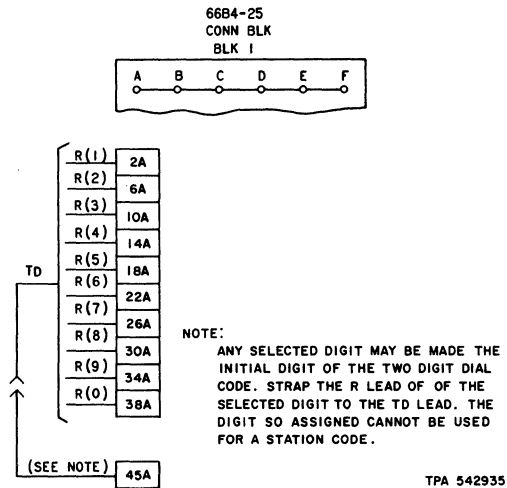 66B4-25
CONN BLK
BLK 1
A B C D E F
R(1) 2A
R(2) 6A
R(3) 10A
R(4) 14A
R(5) 18A
R(6) 22A
R(7) 26A
R(8) 30A
R(9) 34A
R(0) 38A
TD
(SEE NOTE) 45A
NOTE:
ANY SELECTED DIGIT MAY BE MADE THE
INITIAL DIGIT OF THE TWO DIGIT DIAL
CODE. STRAP THE R LEAD OF OF THE
SELECTED DIGIT TO THE TD LEAD. THE
DIGIT SO ASSIGNED CANNOT BE USED
FOR A STATION CODE.
TPA 542935